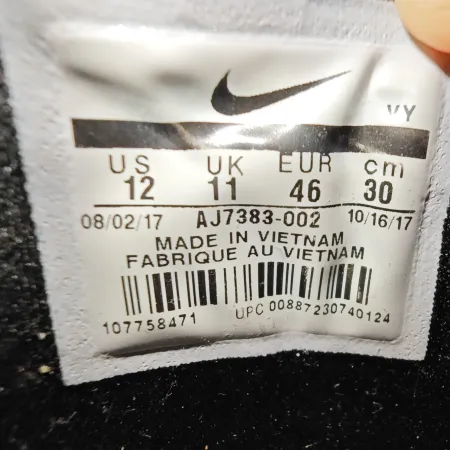 VY
US UK EUR cm
12 11 46 30
08/02/17 AJ7383-002 10/16/17
MADE IN VIETNAM
FABRIQUE AU VIETNAM
107758471 UPC 00887230740124